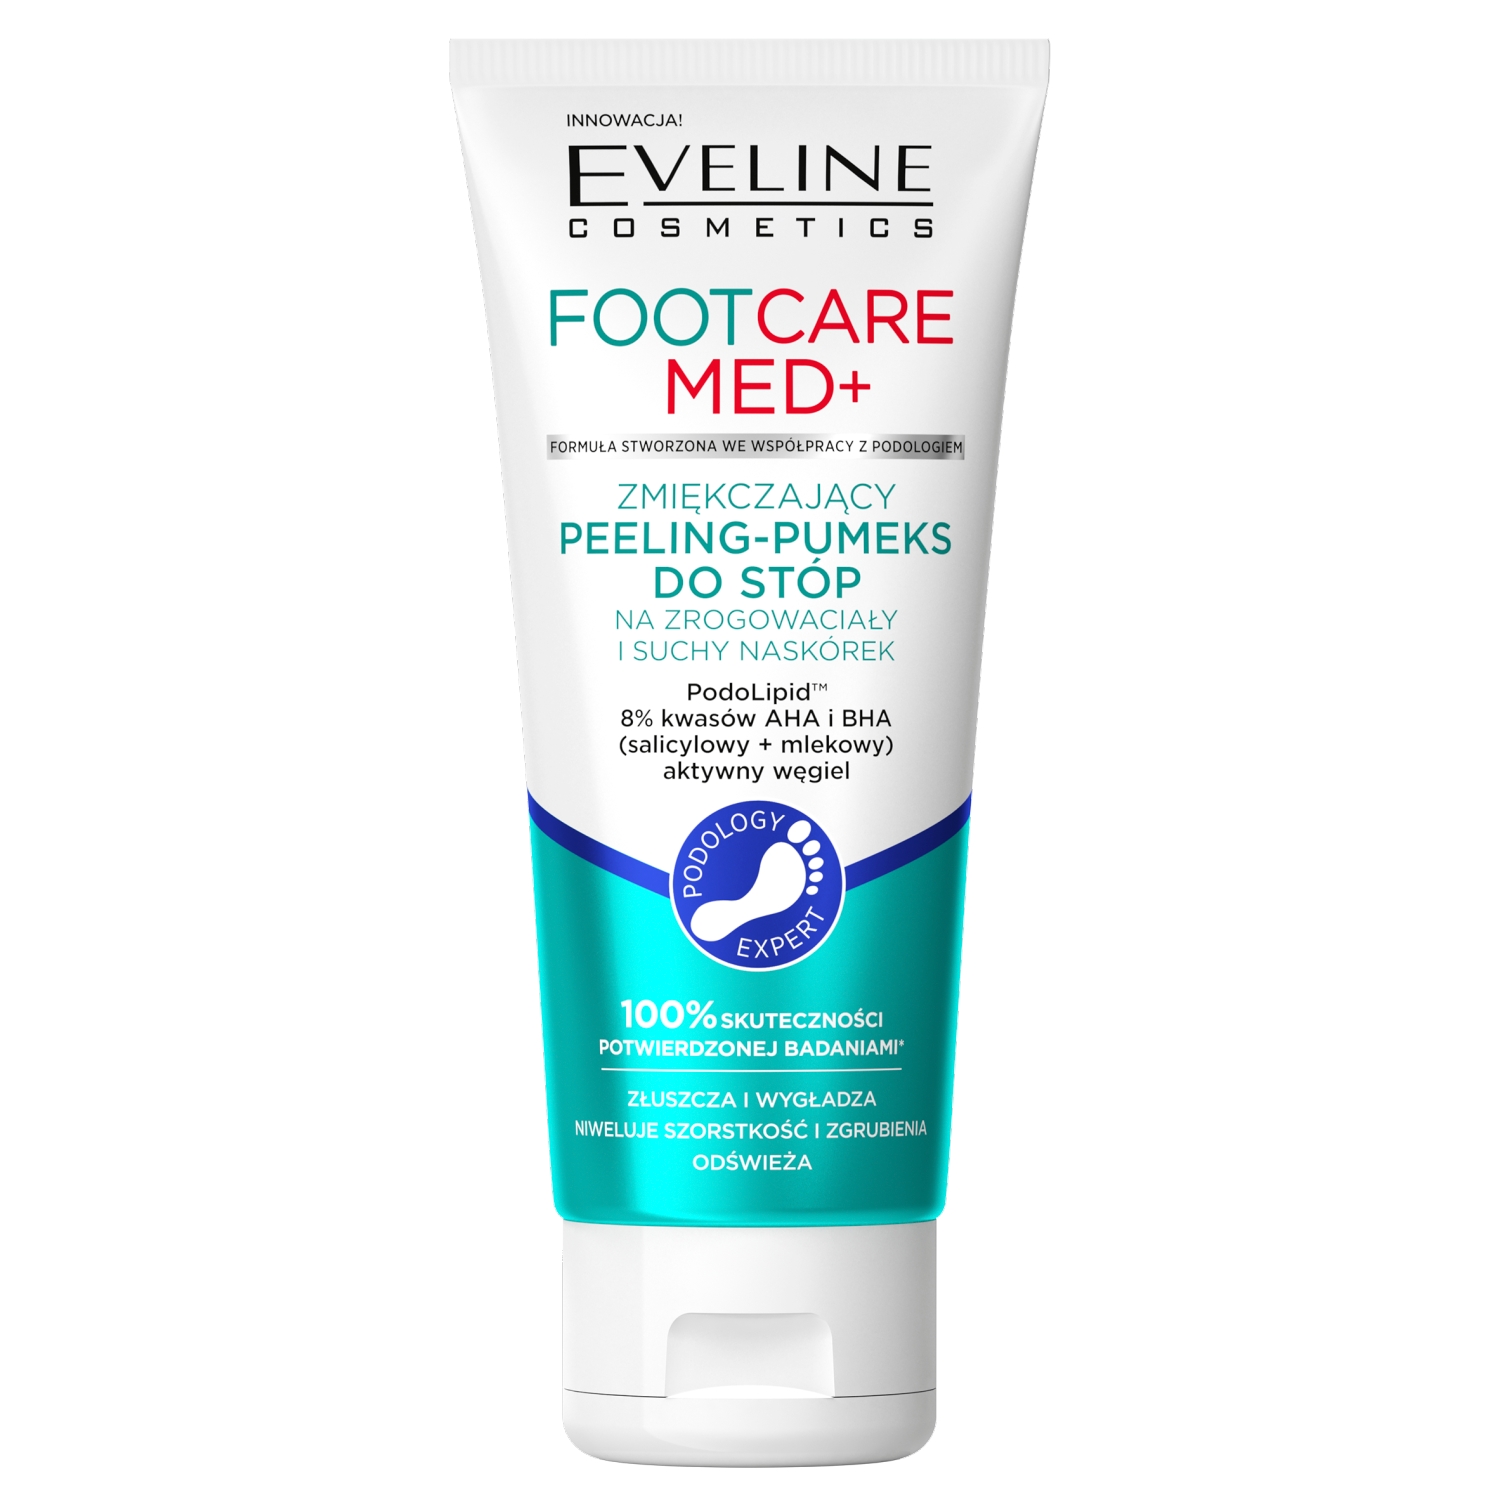 INNOWACJA!
EVELINE
COSMETICS
FOOTCARE
MED+
FORMUŁA STWORZONA WE WSPÓŁPRACY Z PODOLOGIEM
ZMIĘKCZAJĄCY
PEELING-PUMEKS
DO STÓP
NA ZROGOWACIAŁY
I SUCHY NASKÓREK
PodoLipid™
8% kwasów AHA i BHA
(salicylowy + mlekowy)
aktywny węgiel
PODOLOGY
EXPERT
100% SKUTECZNOŚCI
POTWIERDZONEJ BADANIAMI*
ZŁUSZCZA I WYGŁADZA
NIWELUJE SZORSTKOŚĆ I ZGRUBIENIA
ODŚWIEŻA